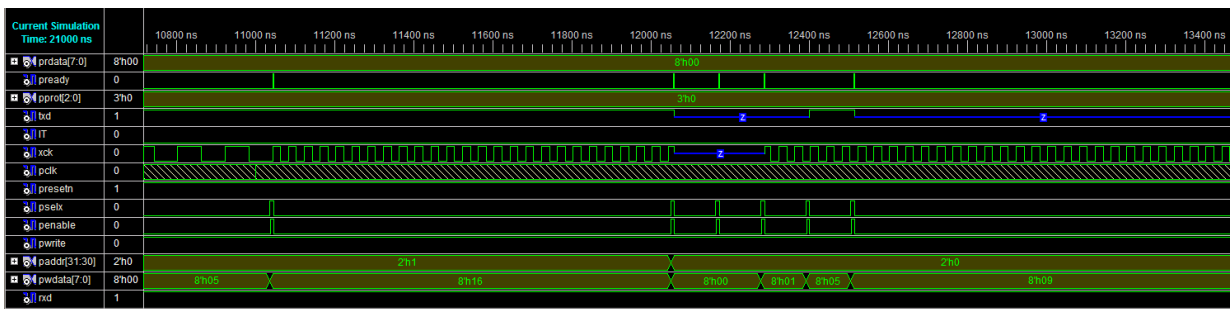 Current Simulation
Time: 21000 ns
10800 ns 11000 ns 11200 ns 11400 ns 11600 ns 11800 ns 12000 ns 12200 ns 12400 ns 12600 ns 12800 ns 13000 ns 13200 ns 13400 ns
prdata[7:0] 8'h00 8'h00
pready 0
pprot[2:0] 3'h0 3'h0
txd 1 Z Z
IT 0
xck 0 Z
pclk 0
presetn 1
pselx 0
penable 0
pwrite 0
paddr[31:30] 2'h0 2'h1 2'h0
pwdata[7:0] 8'h00 8'h05 8'h16 8'h00 8'h01 8'h05 8'h09
rxd 1